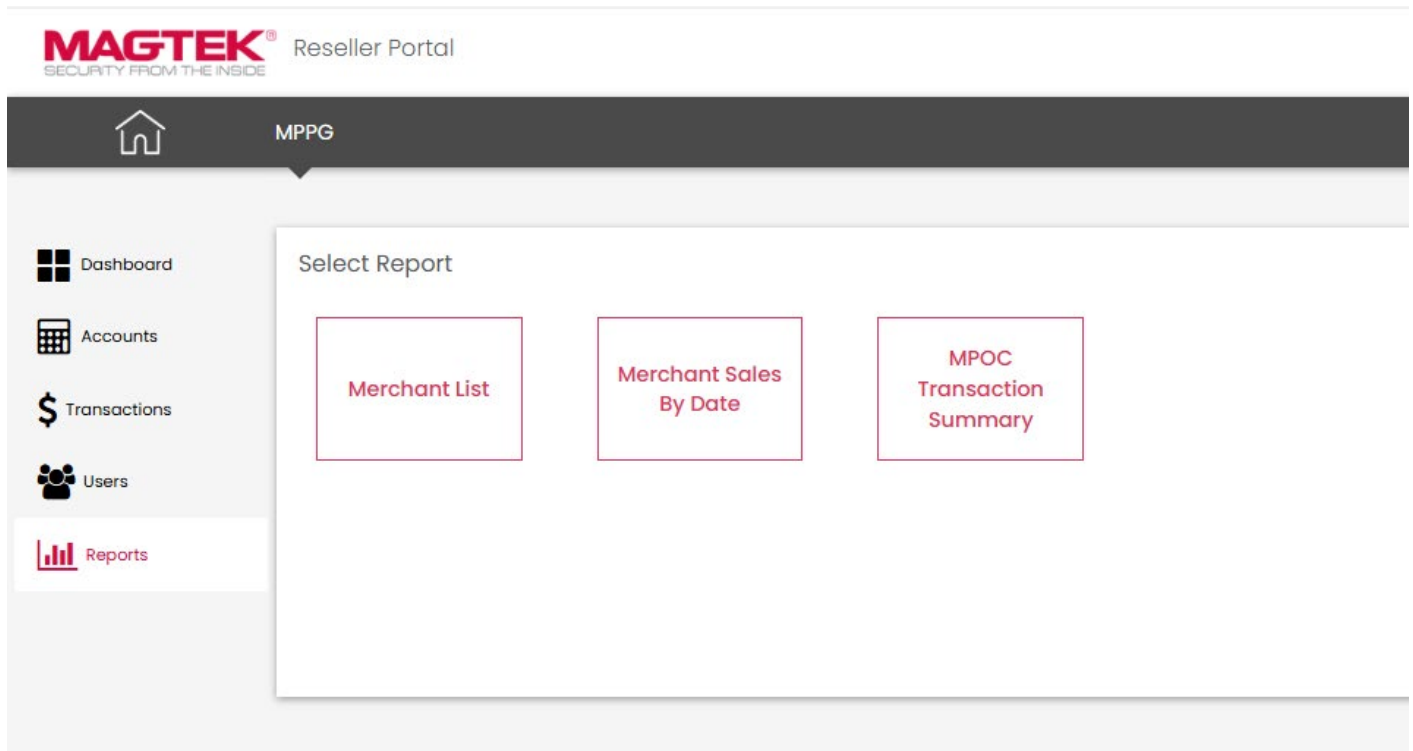 MAGTEK® Reseller Portal
SECURITY FROM THE INSIDE
MPPG
Dashboard
Accounts
Transactions
Users
Reports
Select Report
Merchant List
Merchant Sales
By Date
MPOC
Transaction
Summary